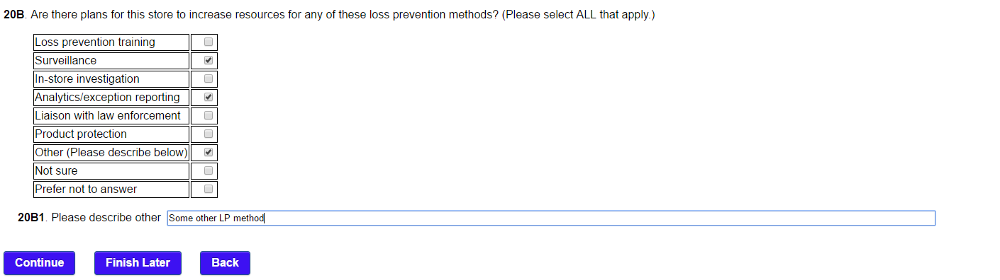 20B. Are there plans for this store to increase resources for any of these loss prevention methods? (Please select ALL that apply.)
Loss prevention training
Surveillance
In-store investigation
Analytics/exception reporting
Liaison with law enforcement
Product protection
Other (Please describe below)
Not sure
Prefer not to answer
20B1. Please describe other Some other LP method
Continue Finish Later Back